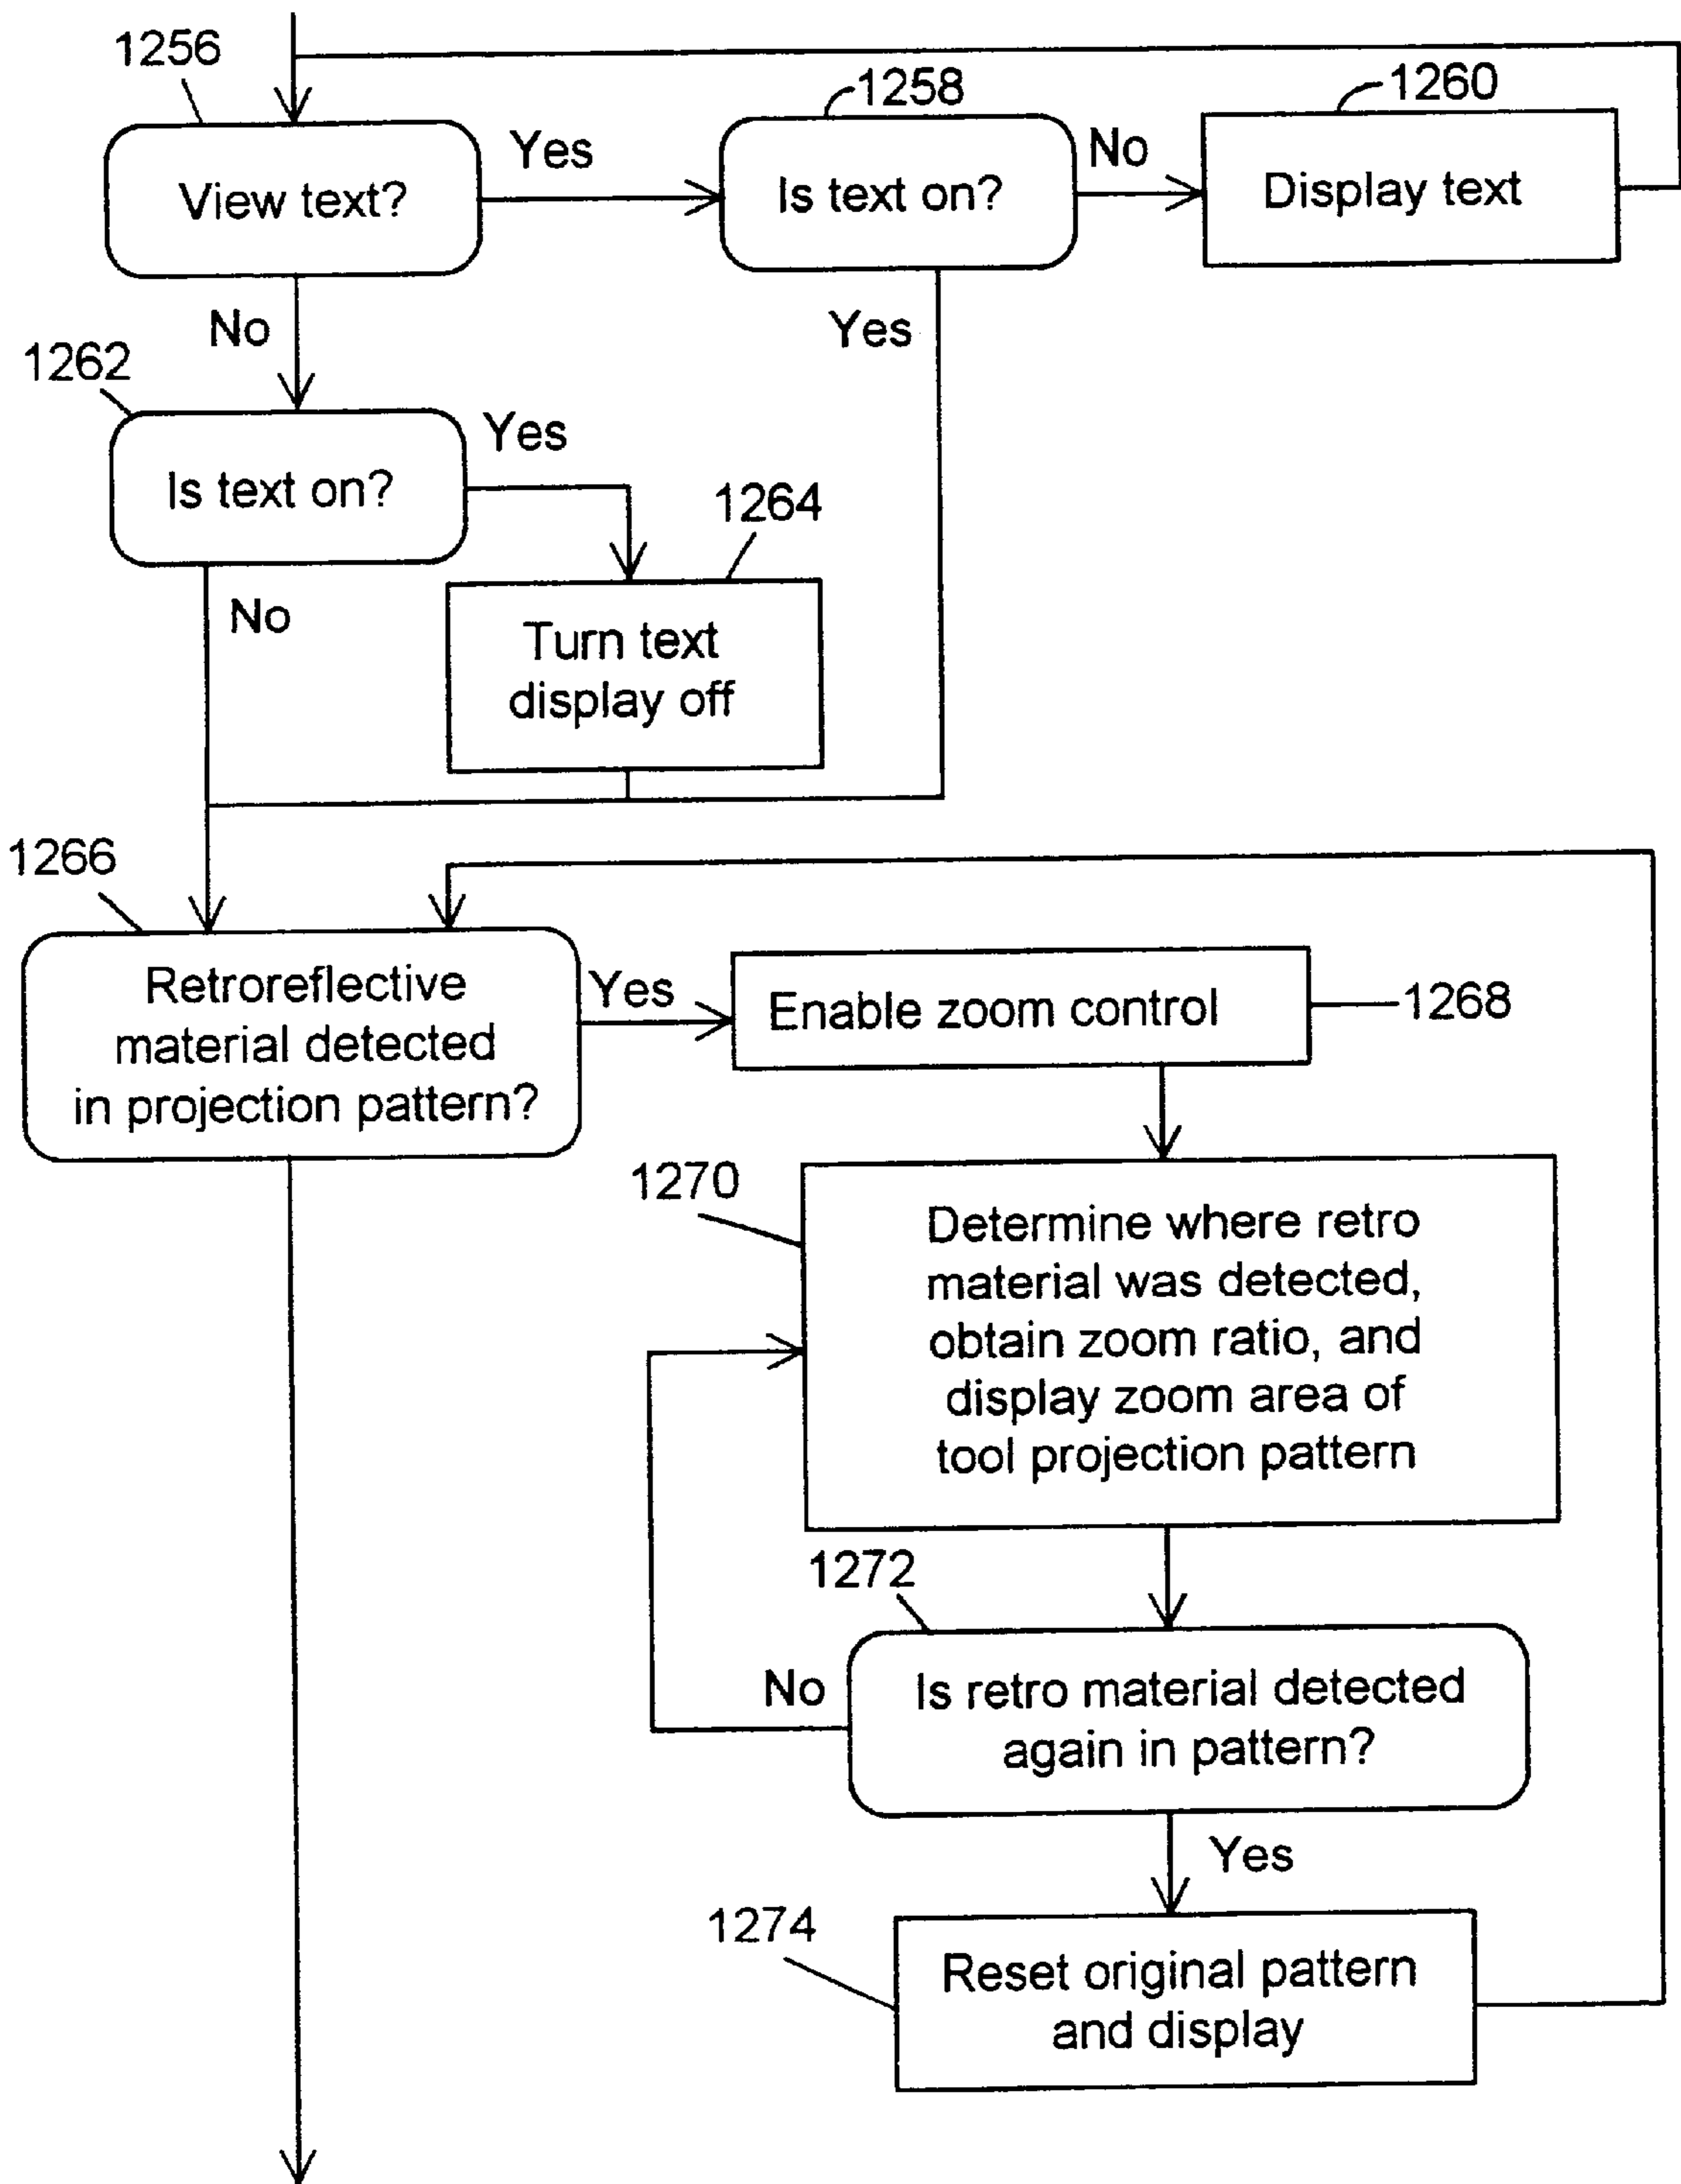 1256
1258
1260
View text?
Yes
Is text on?
No
Display text
No
Yes
1262
Is text on?
Yes
1264
No
Turn text
display off
1266
Retroreflective
material detected
in projection pattern?
Yes
Enable zoom control
1268
1270
Determine where retro
material was detected,
obtain zoom ratio, and
display zoom area of
tool projection pattern
1272
No
Is retro material detected
again in pattern?
Yes
1274
Reset original pattern
and display